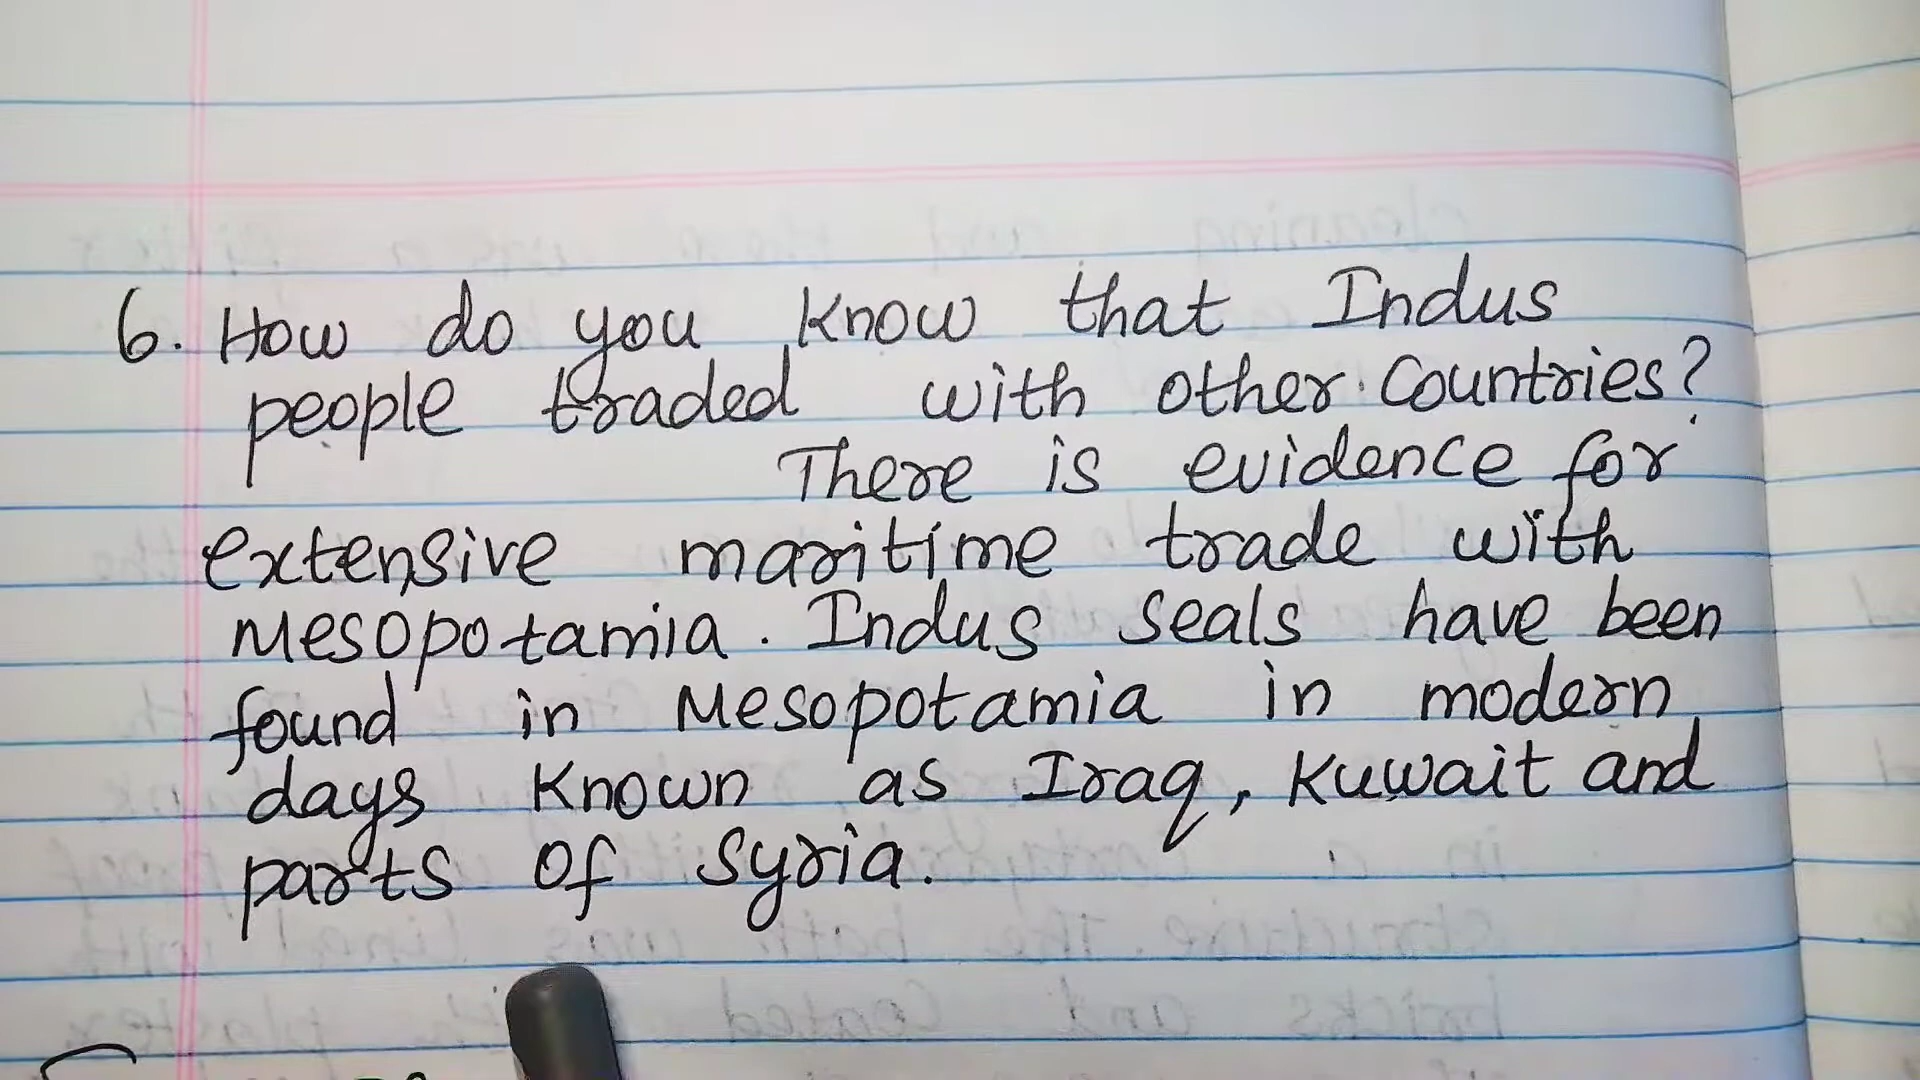 6. How do you know that Indus
people traded with other Countries?
There is evidence for
extensive maritime trade with
Mesopotamia. Indus seals have been
found in Mesopotamia in modern
days known as Iraq, Kuwait and
parts of Syria.